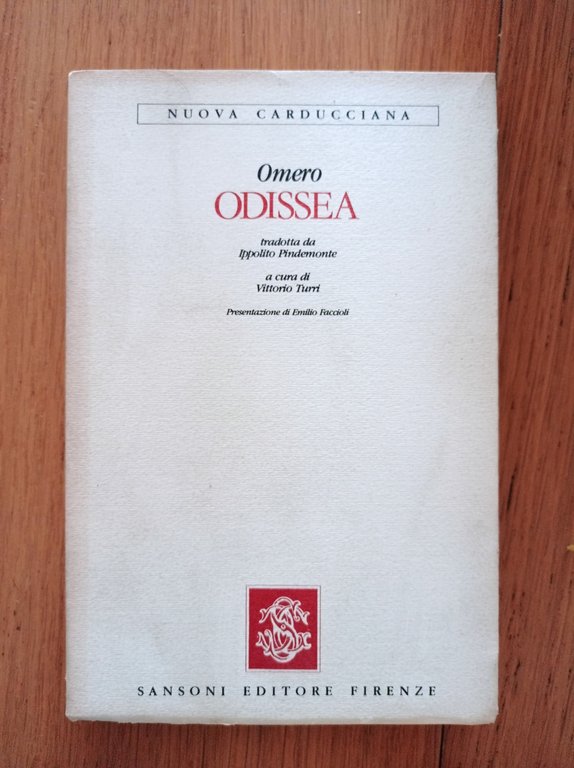 NUOVA CARDUCCIANA
Omero
ODISSEA
tradotta da
Ippolito Pindemonte
a cura di
Vittorio Turri
Presentazione di Emilio Faccioli
SANSONI EDITORE FIRENZE